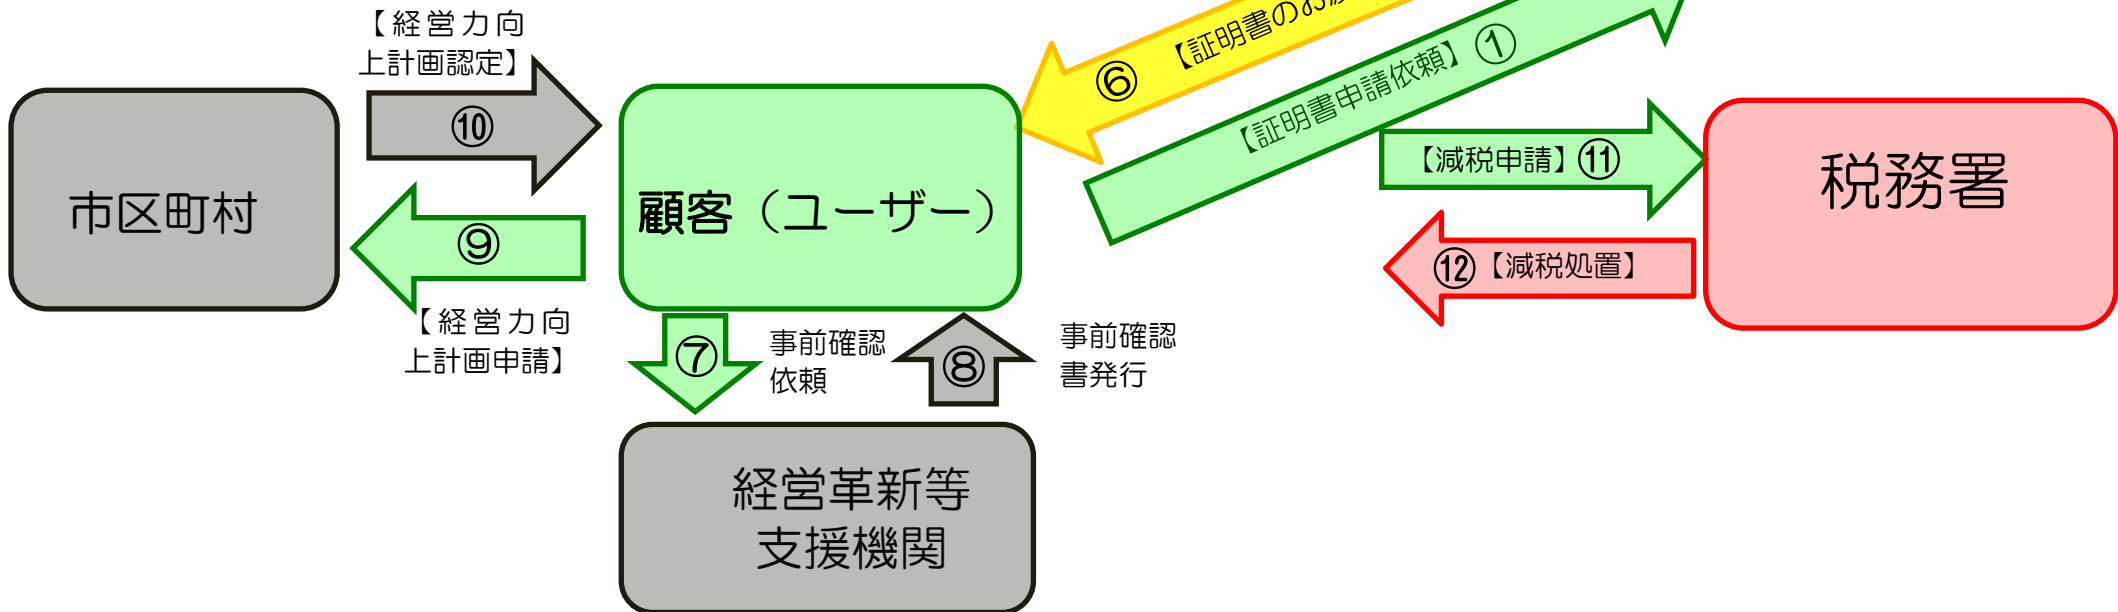 【経営力向
上計画認定】
⑩
市区町村
⑨
【経営力向
上計画申請】
顧客（ユーザー）
⑥
【証明書のお
【証明書申請依頼】①
【減税申請】⑪
⑫【減税処置】
税務署
⑦
事前確認
依頼
⑧
事前確認
書発行
経営革新等
支援機関